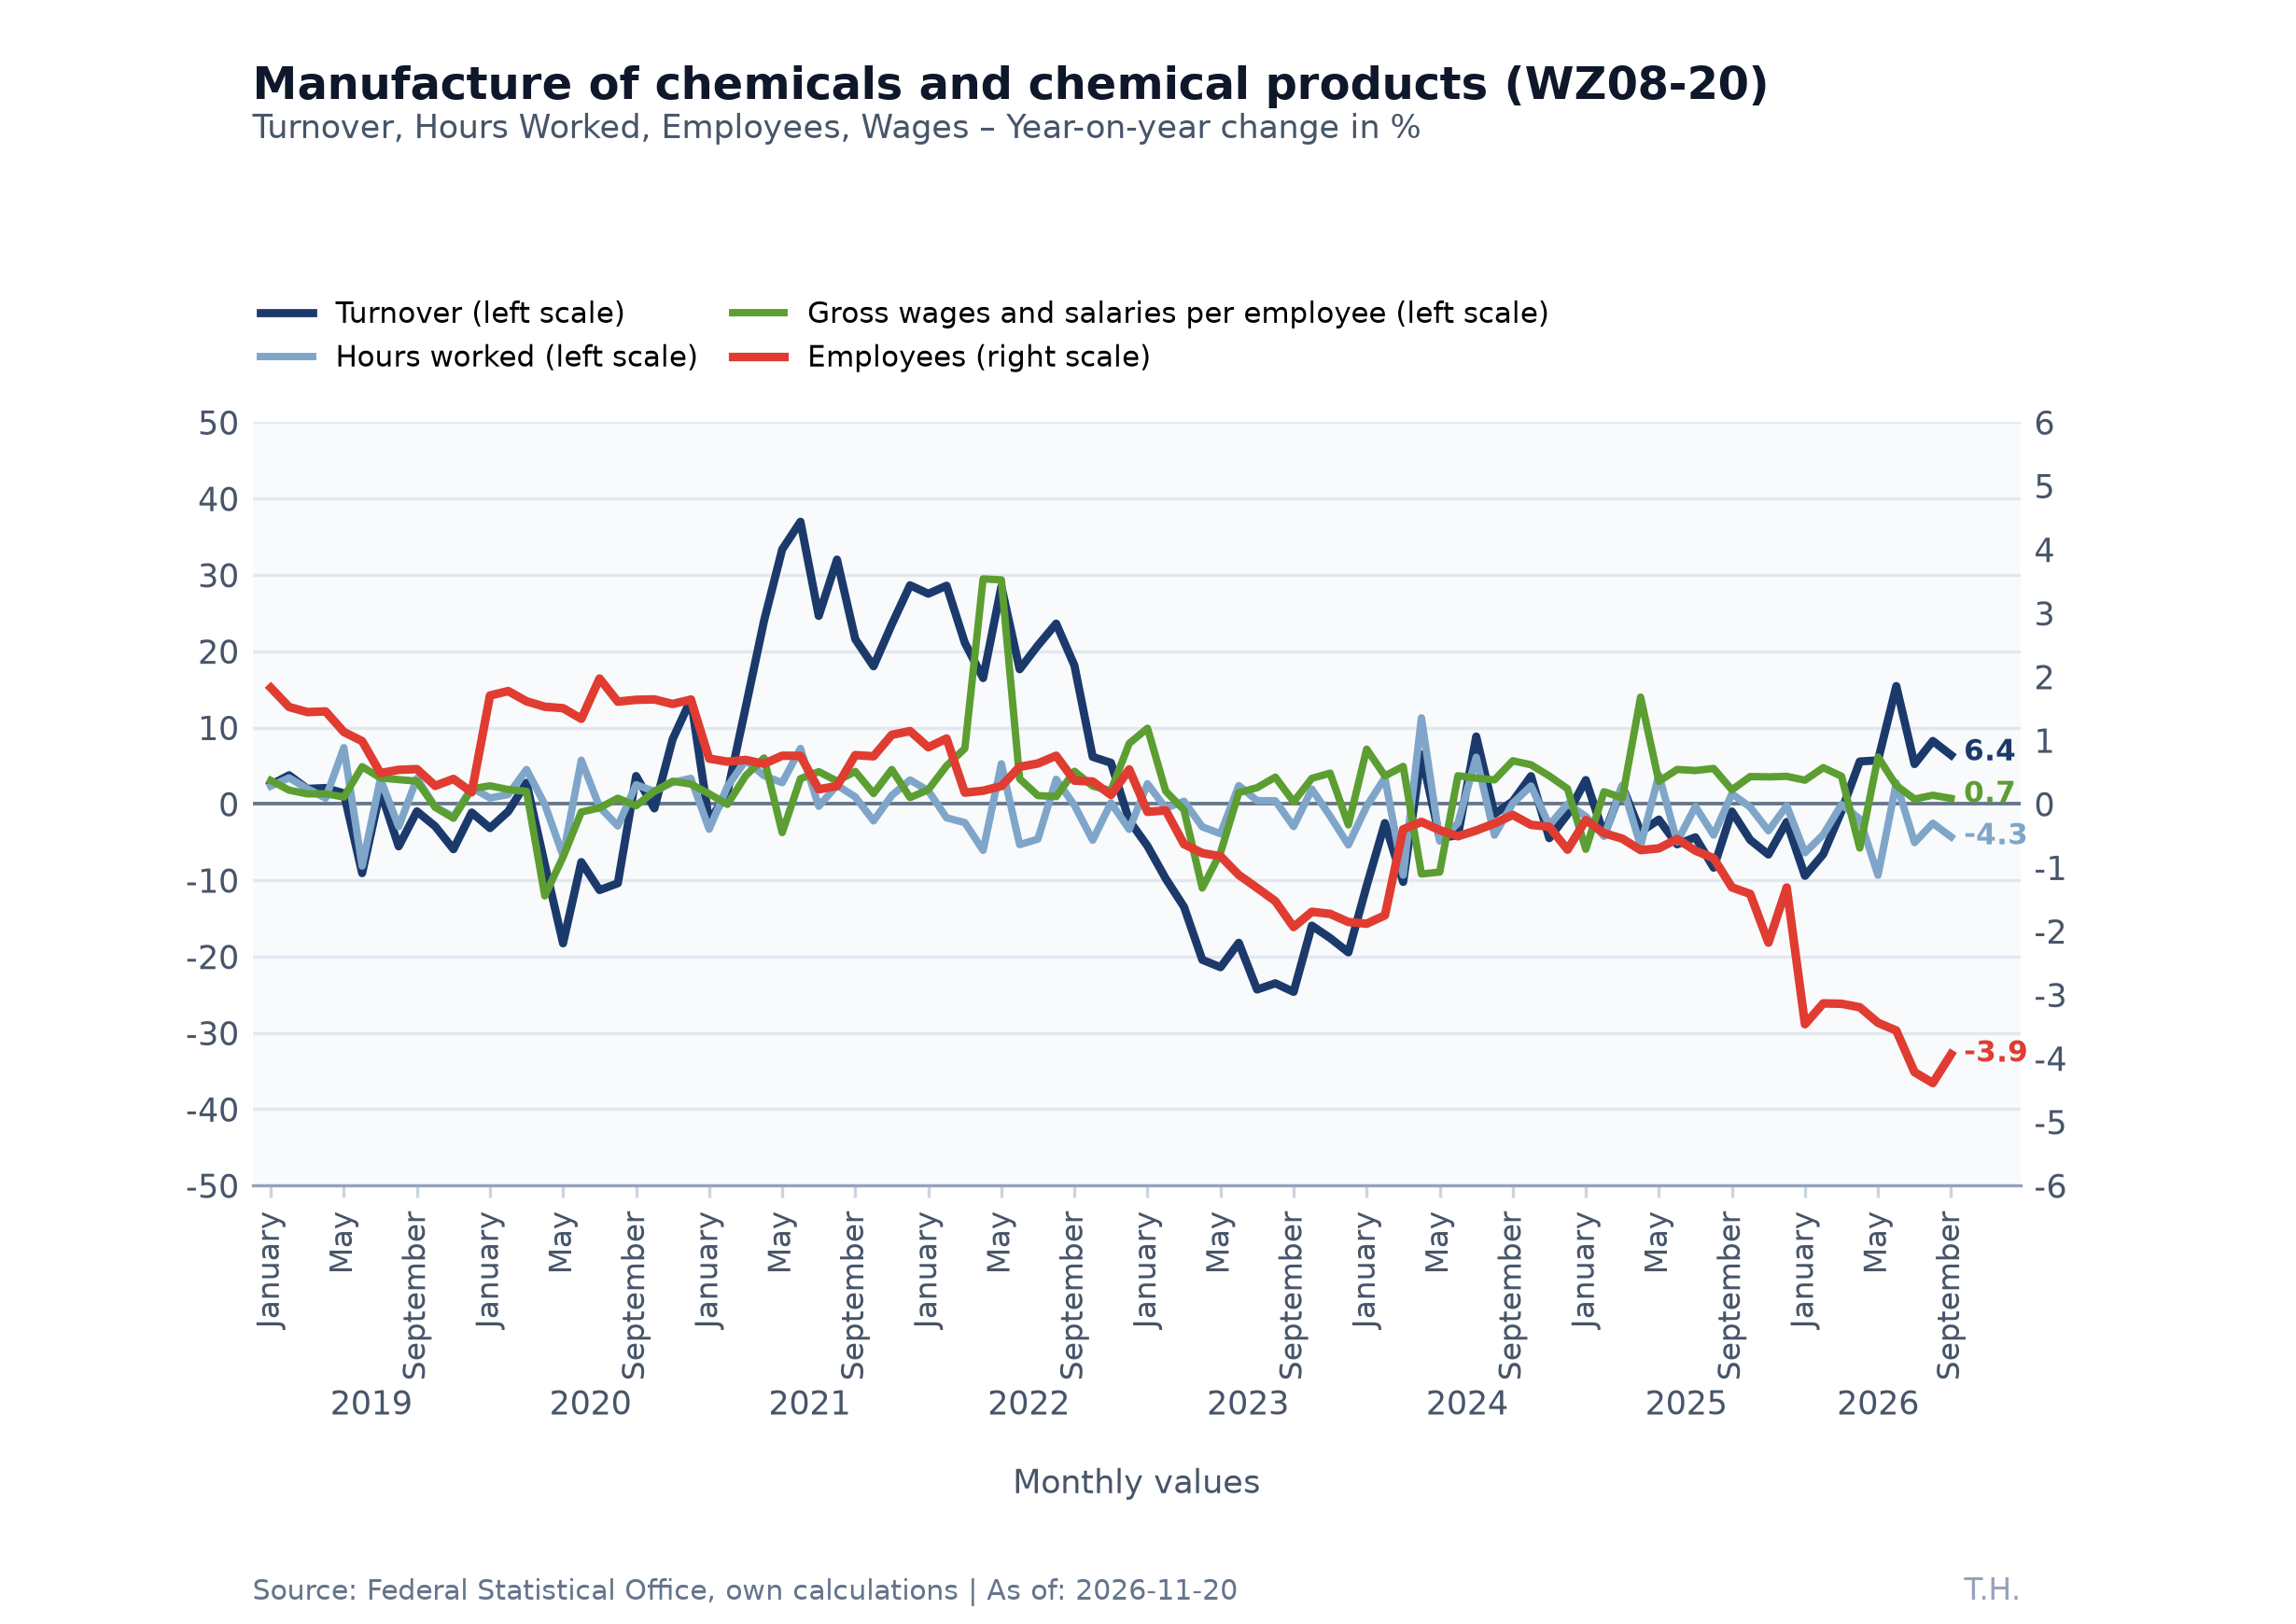 Manufacture of chemicals and chemical products (WZ08-20)
Turnover, Hours Worked, Employees, Wages – Year-on-year change in %
Turnover (left scale)
Hours worked (left scale)
Gross wages and salaries per employee (left scale)
Employees (right scale)
50
40
30
20
10
0
-10
-20
-30
-40
-50
6
5
4
3
2
1
0
-1
-2
-3
-4
-5
-6
6.4
0.7
-4.3
-3.9
January
May
September
January
May
September
January
May
September
January
May
September
January
May
September
January
May
September
January
May
September
January
May
September
2019
2020
2021
2022
2023
2024
2025
2026
Monthly values
Source: Federal Statistical Office, own calculations | As of: 2026-11-20
T.H.